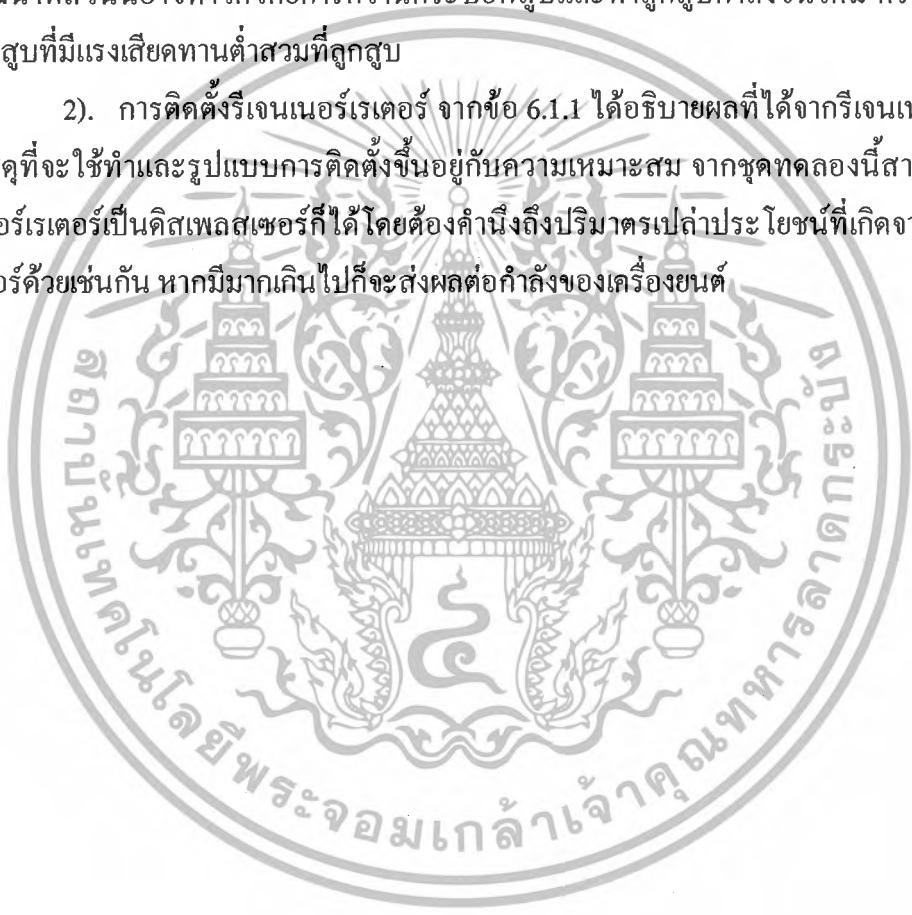 สูบที่มีแรงเสียดทานต่ำสวมที่ลูกสูบ
2). การติดตั้งรีเจนเนอร์เรเตอร์ จากข้อ 6.1.1 ได้อธิบายผลที่ได้จากรีเจนเ
ดุที่จะใช้ทำและรูปแบบการติดตั้งขึ้นอยู่กับความเหมาะสม จากชุดทดลองนี้สา
อร์เรเตอร์เป็นดิสเพลสเซอร์ก็ได้โดยต้องคำนึงถึงปริมาตรเปล่าประโยชน์ที่เกิดจา
อร์ด้วยเช่นกัน หากมีมากเกินไปก็จะส่งผลต่อกำลังของเครื่องยนต์
สถาบันเทคโนโลยีพระจอมเกล้าเจ้าคุณทหารลาดกระบัง
๔